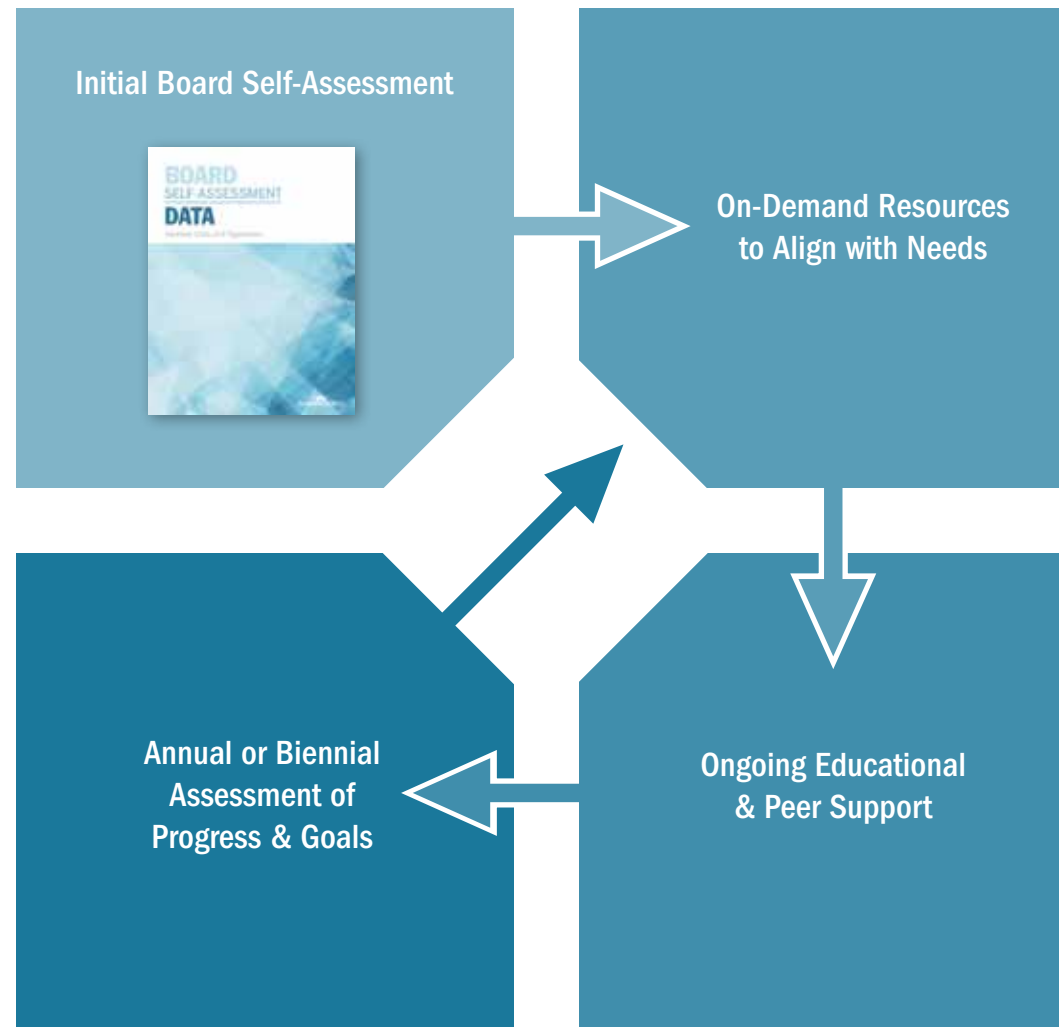 Initial Board Self-Assessment
BOARD
SELF-ASSESSMENT
DATA
On-Demand Resources
to Align with Needs
Annual or Biennial
Assessment of
Progress & Goals
Ongoing Educational
& Peer Support